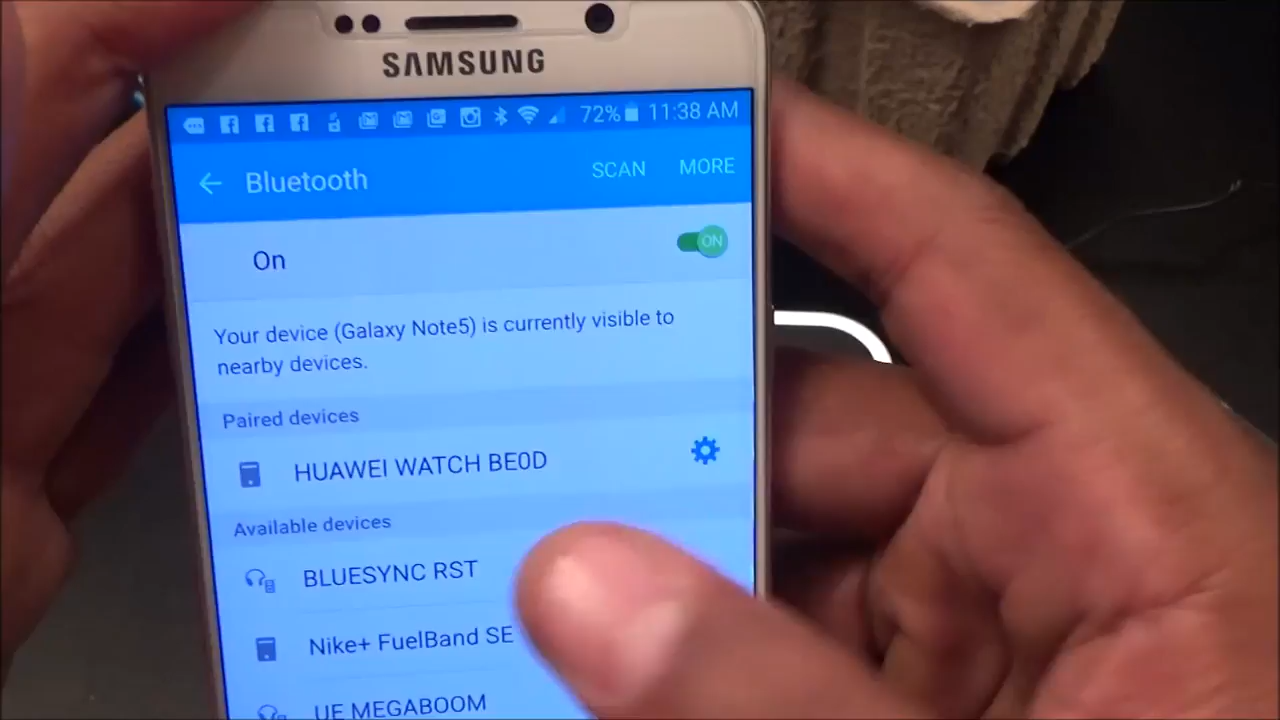 SAMSUNG
72% 11:38 AM
Bluetooth SCAN MORE
On ON
Your device (Galaxy Note5) is currently visible to
nearby devices.
Paired devices
HUAWEI WATCH BE0D
Available devices
BLUESYNC RST
Nike+ FuelBand SE
UE MEGABOOM